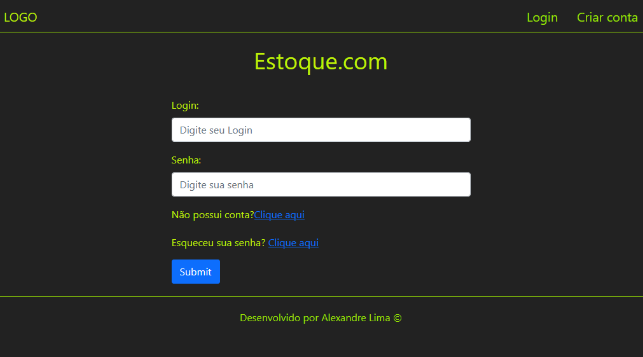 LOGO Login Criar conta
Estoque.com
Login:
Digite seu Login
Senha:
Digite sua senha
Não possui conta?Clique aqui
Esqueceu sua senha? Clique aqui
Submit
Desenvolvido por Alexandre Lima ©